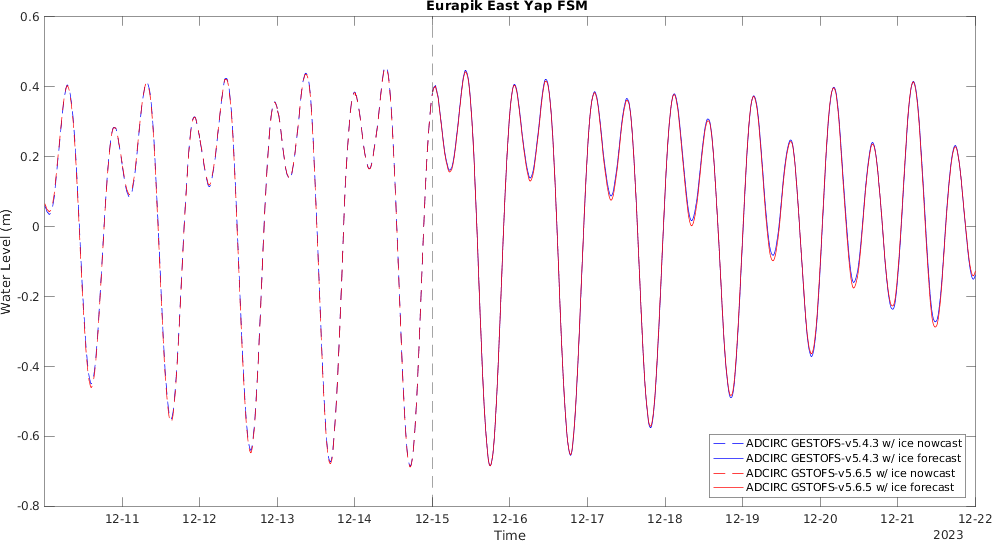 Eurapik East Yap FSM
0.6
0.4
0.2
0
-0.2
-0.4
-0.6
-0.8
Water Level (m)
ADCIRC GESTOFS-v5.4.3 w/ ice nowcast
ADCIRC GESTOFS-v5.4.3 w/ ice forecast
ADCIRC GSTOFS-v5.6.5 w/ ice nowcast
ADCIRC GSTOFS-v5.6.5 w/ ice forecast
12-11 12-12 12-13 12-14 12-15 12-16 12-17 12-18 12-19 12-20 12-21 12-22
Time
2023